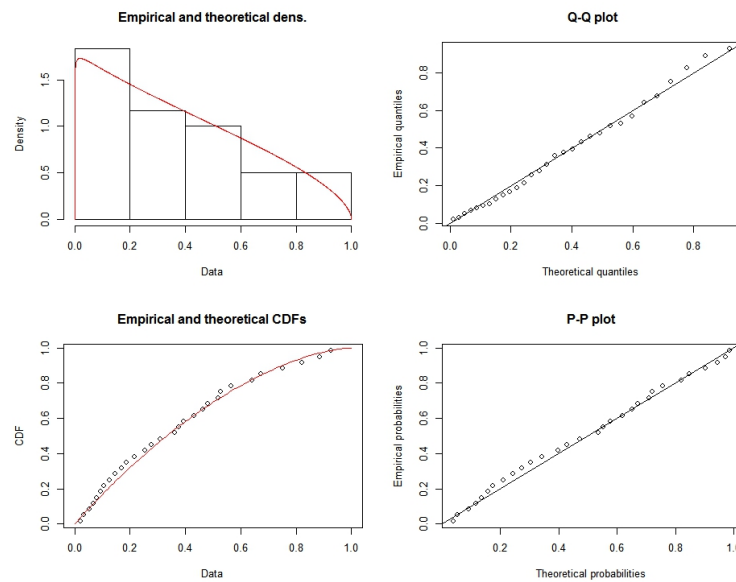 Empirical and theoretical dens.
Density
0.0 0.5 1.0 1.5
0.0 0.2 0.4 0.6 0.8 1.0
Data
Q-Q plot
Empirical quantiles
0.0 0.2 0.4 0.6 0.8
0.0 0.2 0.4 0.6 0.8
Theoretical quantiles
Empirical and theoretical CDFs
CDF
0.0 0.2 0.4 0.6 0.8 1.0
0.0 0.2 0.4 0.6 0.8 1.0
Data
P-P plot
Empirical probabilities
0.0 0.2 0.4 0.6 0.8 1.0
0.2 0.4 0.6 0.8 1.0
Theoretical probabilities